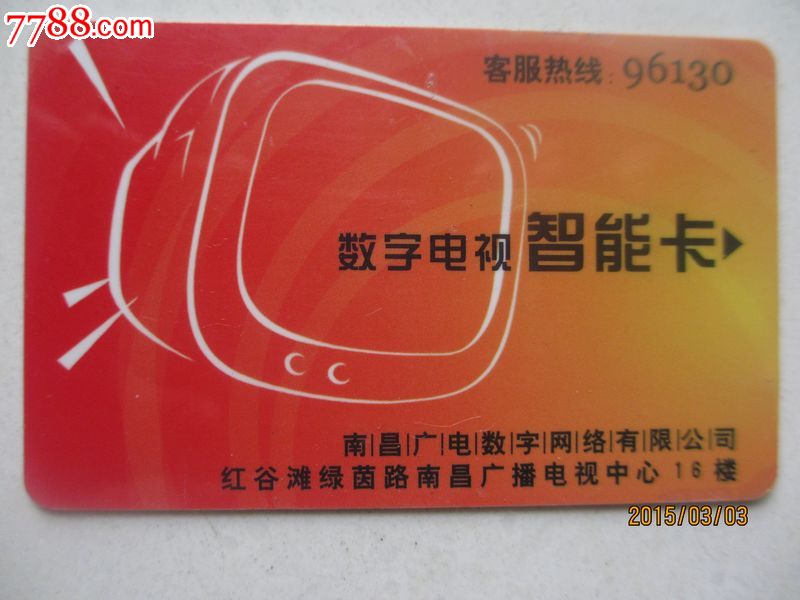 7788.com
客服热线：96130
数字电视 智能卡
南|昌|广|电|数|字|网|络|有|限|公|司
红谷滩绿茵路南昌广播电视中心16楼
2015/03/03